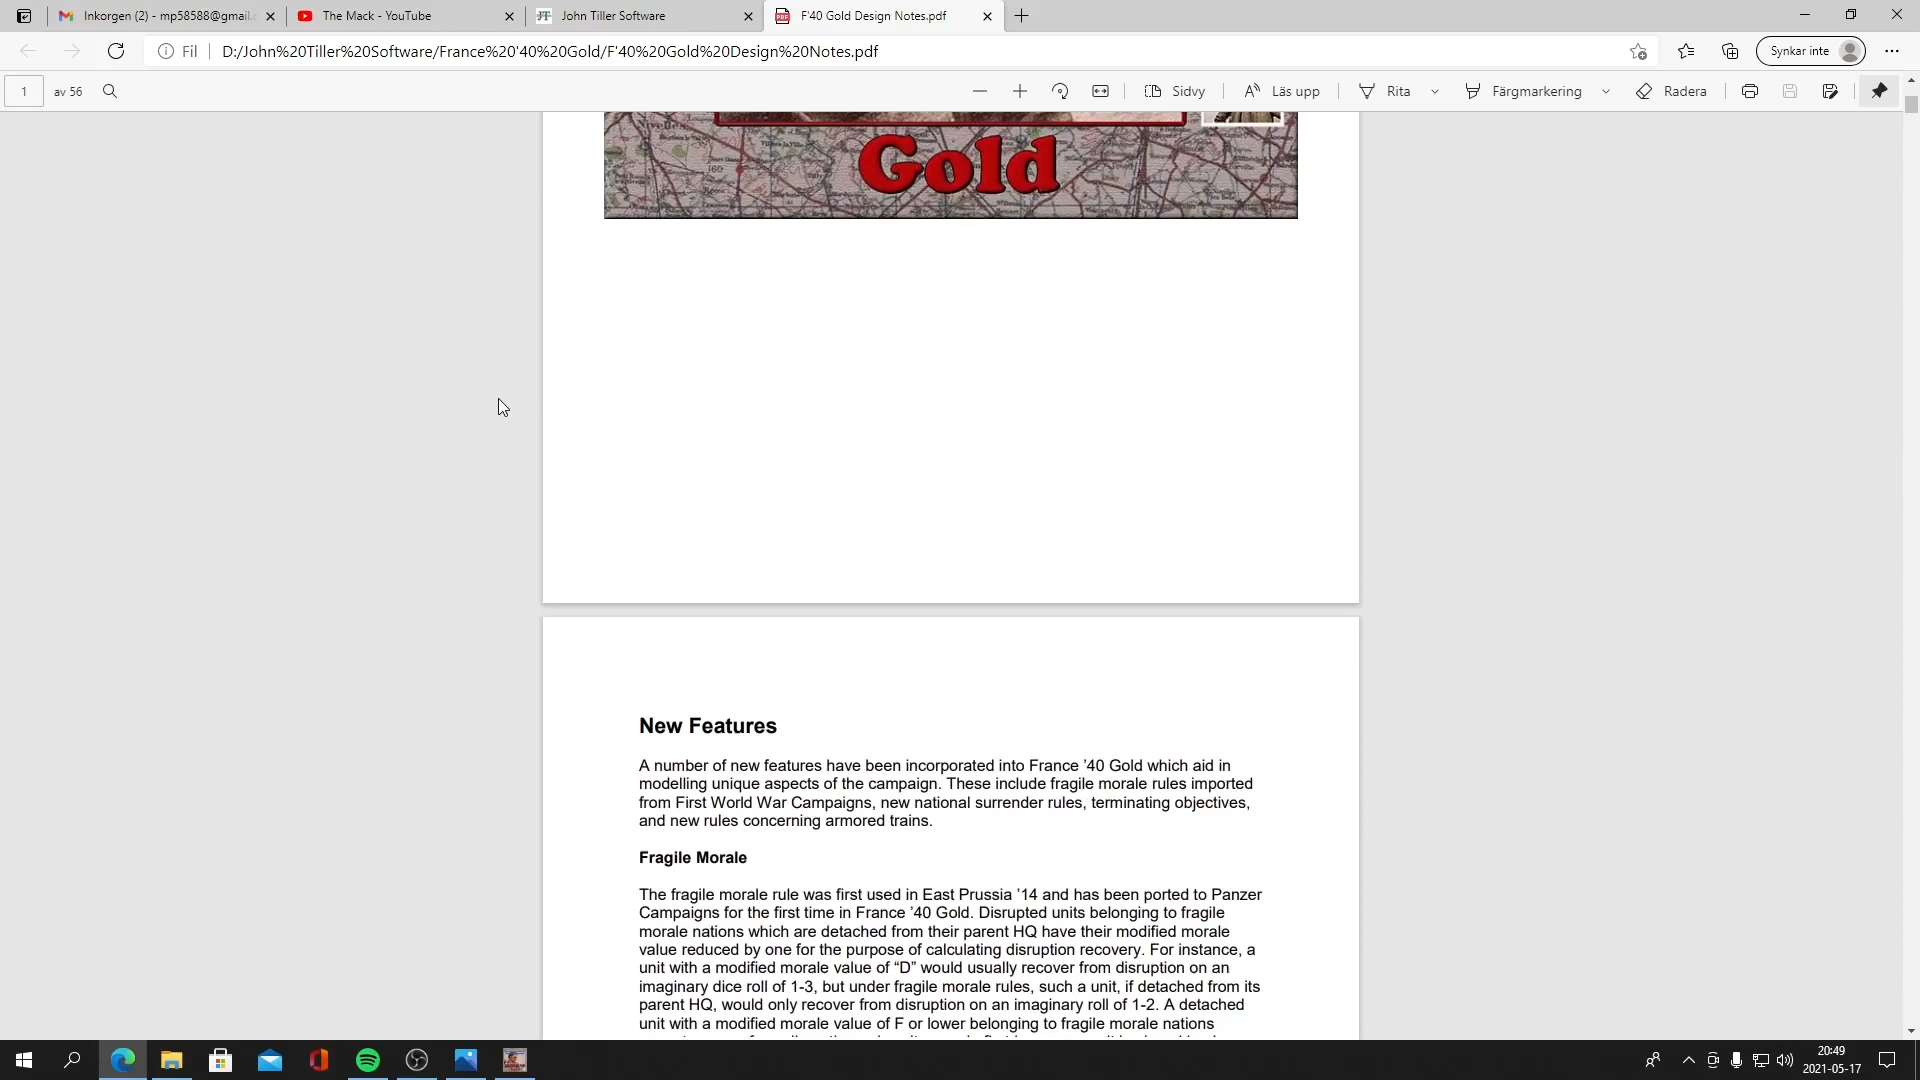 Inkorgen (2) - mp58588@gmail.c
The Mack - YouTube
John Tiller Software
F'40 Gold Design Notes.pdf
Fil
D:/John%20Tiller%20Software/France%20'40%20Gold/F'40%20Gold%20Design%20Notes.pdf
Synkar inte
1
av 56
Sidvy
Läs upp
Rita
Färgmarkering
Radera
Gold
New Features
A number of new features have been incorporated into France ’40 Gold which aid in
modelling unique aspects of the campaign. These include fragile morale rules imported
from First World War Campaigns, new national surrender rules, terminating objectives,
and new rules concerning armored trains.
Fragile Morale
The fragile morale rule was first used in East Prussia ’14 and has been ported to Panzer
Campaigns for the first time in France ’40 Gold. Disrupted units belonging to fragile
morale nations which are detached from their parent HQ have their modified morale
value reduced by one for the purpose of calculating disruption recovery. For instance, a
unit with a modified morale value of “D” would usually recover from disruption on an
imaginary dice roll of 1-3, but under fragile morale rules, such a unit, if detached from its
parent HQ, would only recover from disruption on an imaginary roll of 1-2. A detached
unit with a modified morale value of F or lower belonging to fragile morale nations
20:49
2021-05-17